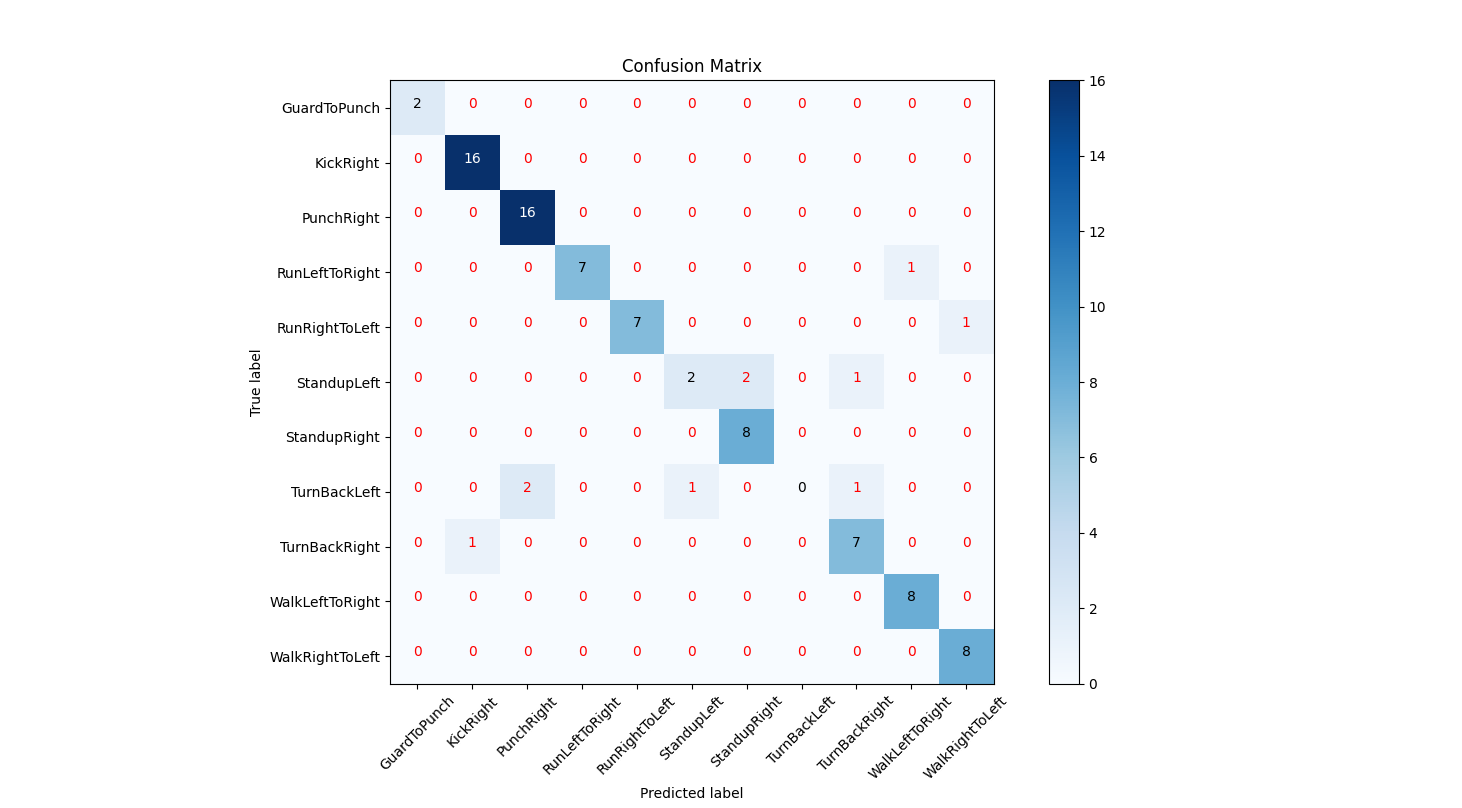 Confusion Matrix
GuardToPunch 2 0 0 0 0 0 0 0 0 0 0
KickRight 0 16 0 0 0 0 0 0 0 0 0
PunchRight 0 0 16 0 0 0 0 0 0 0 0
RunLeftToRight 0 0 0 7 0 0 0 0 0 1 0
RunRightToLeft 0 0 0 0 7 0 0 0 0 0 1
StandupLeft 0 0 0 0 0 2 2 0 1 0 0
StandupRight 0 0 0 0 0 0 8 0 0 0 0
TurnBackLeft 0 0 2 0 0 1 0 0 1 0 0
TurnBackRight 0 1 0 0 0 0 0 0 7 0 0
WalkLeftToRight 0 0 0 0 0 0 0 0 0 8 0
WalkRightToLeft 0 0 0 0 0 0 0 0 0 0 8
True label
GuardToPunch KickRight PunchRight RunLeftToRight RunRightToLeft StandupLeft StandupRight TurnBackLeft TurnBackRight WalkLeftToRight WalkRightToLeft
Predicted label
16
14
12
10
8
6
4
2
0